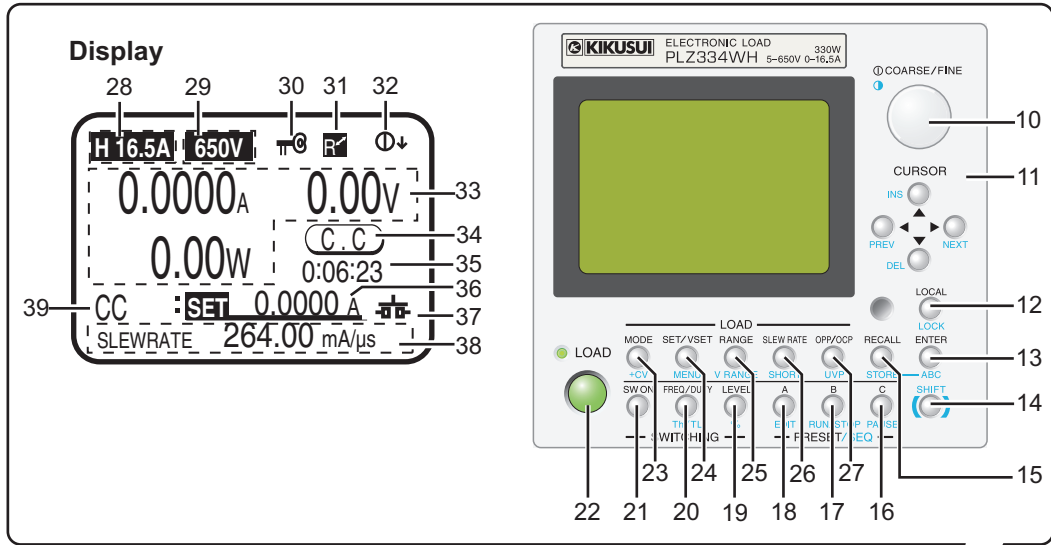 Display
28 29 30 31 32
H 16.5A 650V
0.0000A 0.00V
33
C.C
34
0.00W
0:06:23
35
36
39 CC :SET 0.0000 A
37
SLEWRATE 264.00 mA/μs
38
KIKUSUI ELECTRONIC LOAD
PLZ334WH 330W
5–650V 0–16.5A
COARSE/FINE
10
CURSOR
11
INS
PREV NEXT
DEL
LOCAL
12
LOCK
LOAD
MODE SET/VSET RANGE SLEW RATE OPP/OCP RECALL ENTER
13
LOAD
+CV MENU V RANGE SHORT UVP STORE ABC
SW ON FREQ/DUTY LEVEL A B C SHIFT
14
Th/TL % EDIT RUN/STOP PAUSE
SWITCHING PRESET/SEQ
23 24 25 26 27 15
22 21 20 19 18 17 16